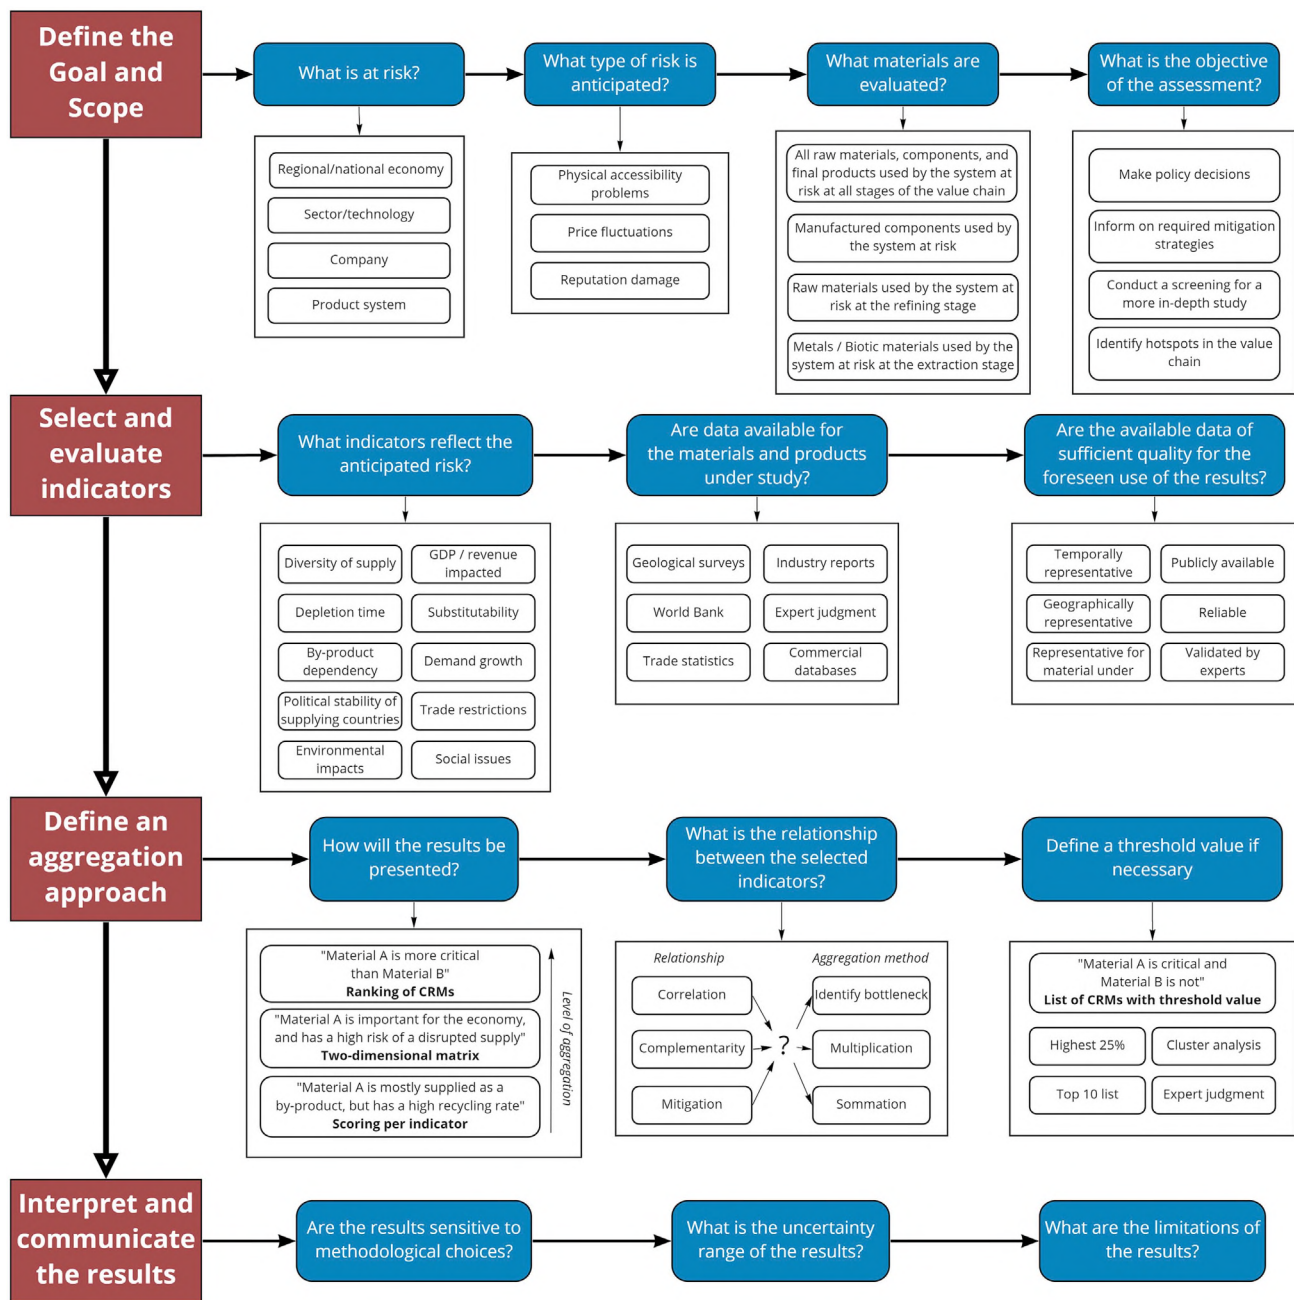 Define the
Goal and
Scope
What is at risk?
What type of risk is
anticipated?
What materials are
evaluated?
What is the objective
of the assessment?
Regional/national economy
Sector/technology
Company
Product system
Physical accessibility
problems
Price fluctuations
Reputation damage
All raw materials, components, and
final products used by the system at
risk at all stages of the value chain
Manufactured components used by
the system at risk
Raw materials used by the system at
risk at the refining stage
Metals / Biotic materials used by the
system at risk at the extraction stage
Make policy decisions
Inform on required mitigation
strategies
Conduct a screening for a
more in-depth study
Identify hotspots in the value
chain
Select and
evaluate
indicators
What indicators reflect the
anticipated risk?
Are data available for
the materials and products
under study?
Are the available data of
sufficient quality for the
foreseen use of the results?
Diversity of supply
GDP / revenue
impacted
Depletion time
Substitutability
By-product
dependency
Demand growth
Political stability of
supplying countries
Trade restrictions
Environmental
impacts
Social issues
Geological surveys
Industry reports
World Bank
Expert judgment
Trade statistics
Commercial
databases
Temporally
representative
Publicly available
Geographically
representative
Reliable
Representative for
material under
Validated by
experts
Define an
aggregation
approach
How will the results be
presented?
What is the relationship
between the selected
indicators?
Define a threshold value if
necessary
"Material A is more critical
than Material B"
Ranking of CRMs
"Material A is important for the economy,
and has a high risk of a disrupted supply"
Two-dimensional matrix
"Material A is mostly supplied as a
by-product, but has a high recycling rate"
Scoring per indicator
Level of aggregation
Relationship
Aggregation method
Correlation
Identify bottleneck
Complementarity
?
Multiplication
Mitigation
Sommation
"Material A is critical and
Material B is not"
List of CRMs with threshold value
Highest 25%
Cluster analysis
Top 10 list
Expert judgment
Interpret and
communicate
the results
Are the results sensitive to
methodological choices?
What is the uncertainty
range of the results?
What are the limitations of
the results?